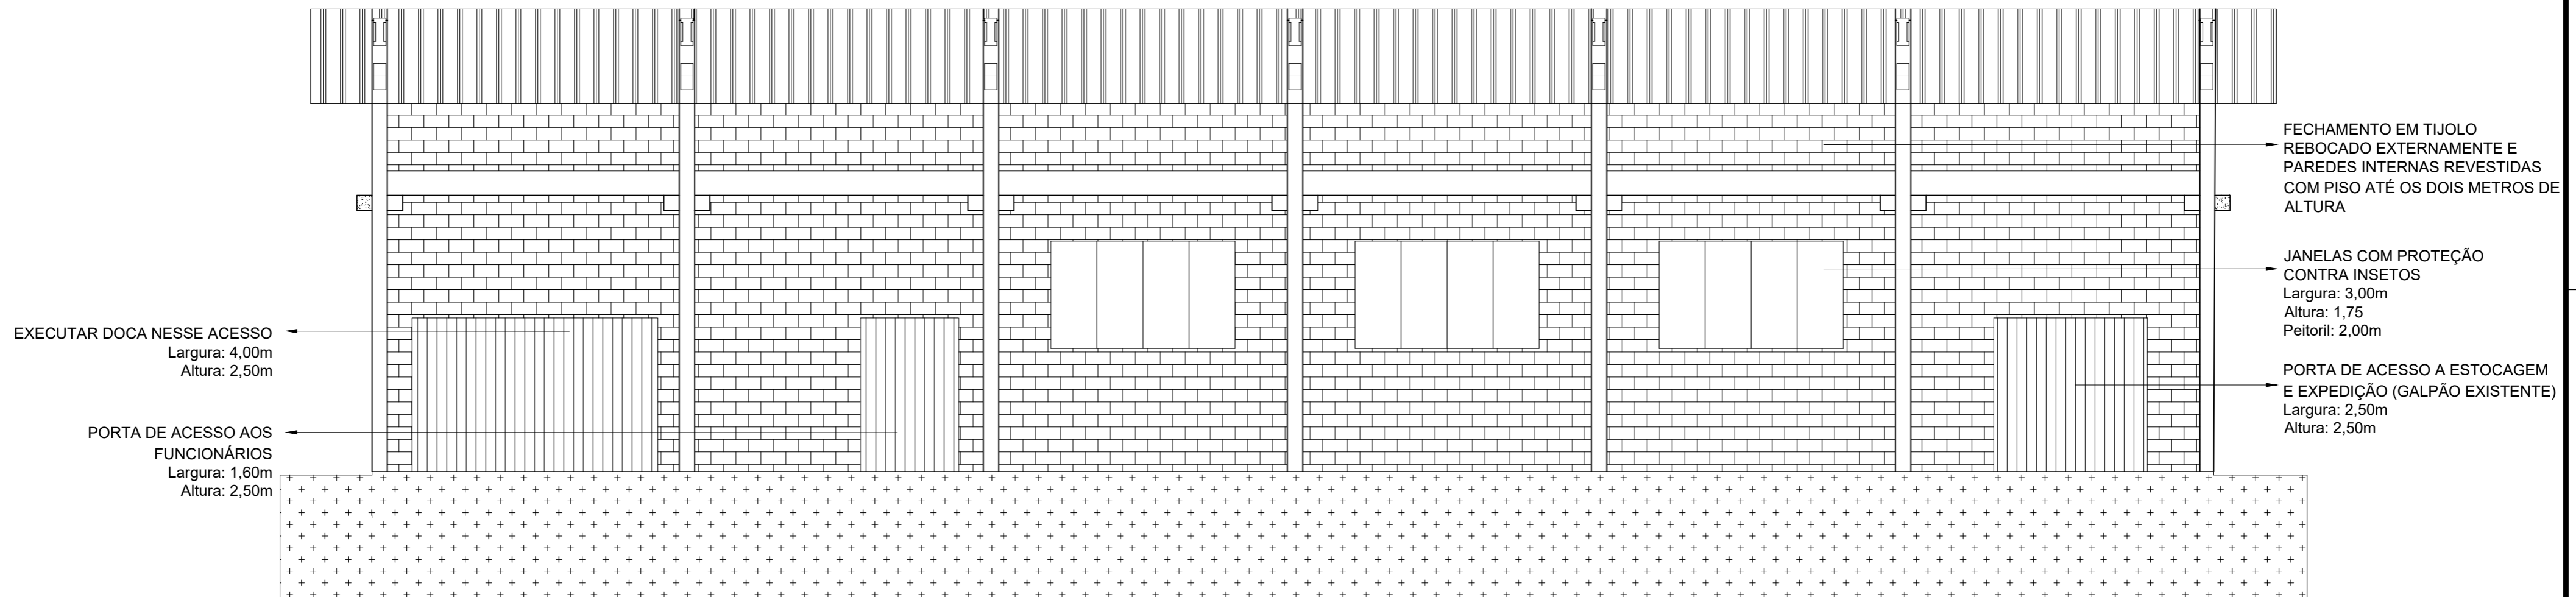 EXECUTAR DOCA NESSE ACESSO
Largura: 4,00m
Altura: 2,50m
PORTA DE ACESSO AOS
FUNCIONÁRIOS
Largura: 1,60m
Altura: 2,50m
FECHAMENTO EM TIJOLO
REBOCADO EXTERNAMENTE E
PAREDES INTERNAS REVESTIDAS
COM PISO ATÉ OS DOIS METROS DE
ALTURA
JANELAS COM PROTEÇÃO
CONTRA INSETOS
Largura: 3,00m
Altura: 1,75
Peitoril: 2,00m
PORTA DE ACESSO A ESTOCAGEM
E EXPEDIÇÃO (GALPÃO EXISTENTE)
Largura: 2,50m
Altura: 2,50m